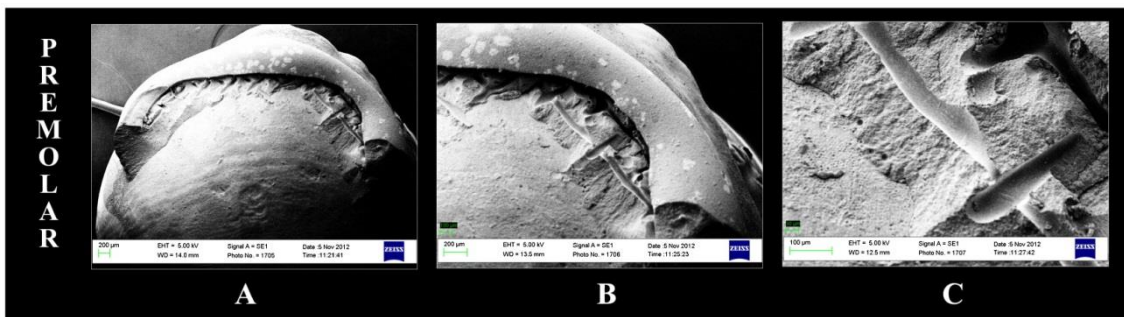 PREMOLAR
200 µm
EHT = 5.00 kV
WD = 14.0 mm
Signal A = SE1
Photo No. = 1705
Date :5 Nov 2012
Time :11:21:41
ZEISS
200 µm
EHT = 5.00 kV
WD = 13.5 mm
Signal A = SE1
Photo No. = 1706
Date :5 Nov 2012
Time :11:25:23
ZEISS
100 µm
EHT = 5.00 kV
WD = 12.5 mm
Signal A = SE1
Photo No. = 1707
Date :5 Nov 2012
Time :11:27:42
ZEISS
A
B
C